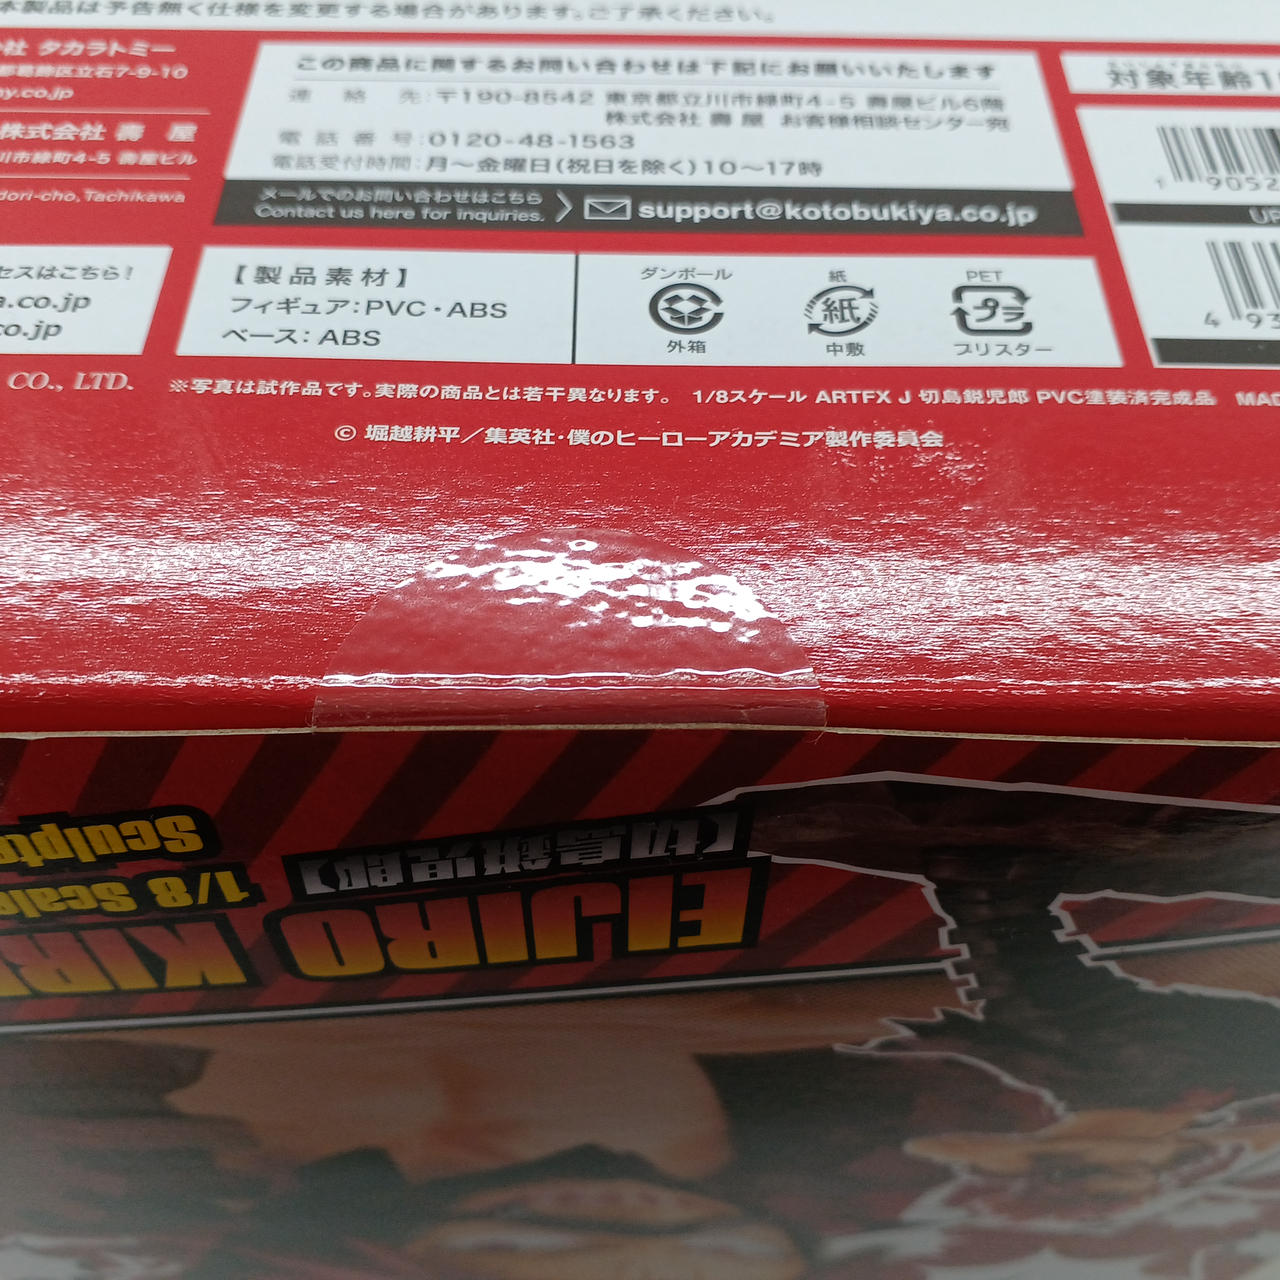 本製品は予告無く仕様を変更する場合があります。ご了承ください。
タカラトミー
葛飾区立石7-9-10
y.co.jp
株式会社 壽 屋
川市緑町4-5 壽屋ビル
dori-cho, Tachikawa
この商品に関するお問い合わせは下記にお願いいたします
連 絡 先:〒190-8542 東京都立川市緑町4-5 壽屋ビル6階
株式会社 壽 屋 お客様相談センター宛
電 話 番 号:0120-48-1563
電話受付時間:月～金曜日(祝日を除く)10～17時
メールでのお問い合わせはこちら
Contact us here for inquiries.
support@kotobukiya.co.jp
対象年齢1
1 9052
UP
4 93
セスはこちら!
a.co.jp
co.jp
【製品素材】
フィギュア:PVC・ABS
ベース: ABS
ダンボール
外箱
紙
紙
中敷
PET
プラ
ブリスター
CO., LTD.
※写真は試作品です。実際の商品とは若干異なります。 1/8スケール ARTFX J 切島鋭児郎 PVC塗装済完成品 MAD
© 堀越耕平／集英社・僕のヒーローアカデミア製作委員会
EIJIRO KIR
【切島鋭児郎】
1/8 Scale
Sculpt